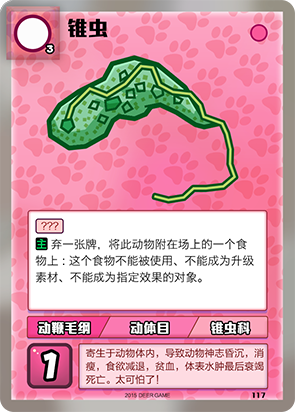 锥虫
3
???
主 弃一张牌，将此动物附在场上的一个食
物上：这个食物不能被使用、不能成为升级
素材、不能成为指定效果的对象。
动鞭毛纲
动体目
锥虫科
1
寄生于动物体内，导致动物神志昏沉，消
瘦，食欲减退，贫血，体表水肿最后衰竭
死亡。太可怕了！
2015 DEER GAME
117